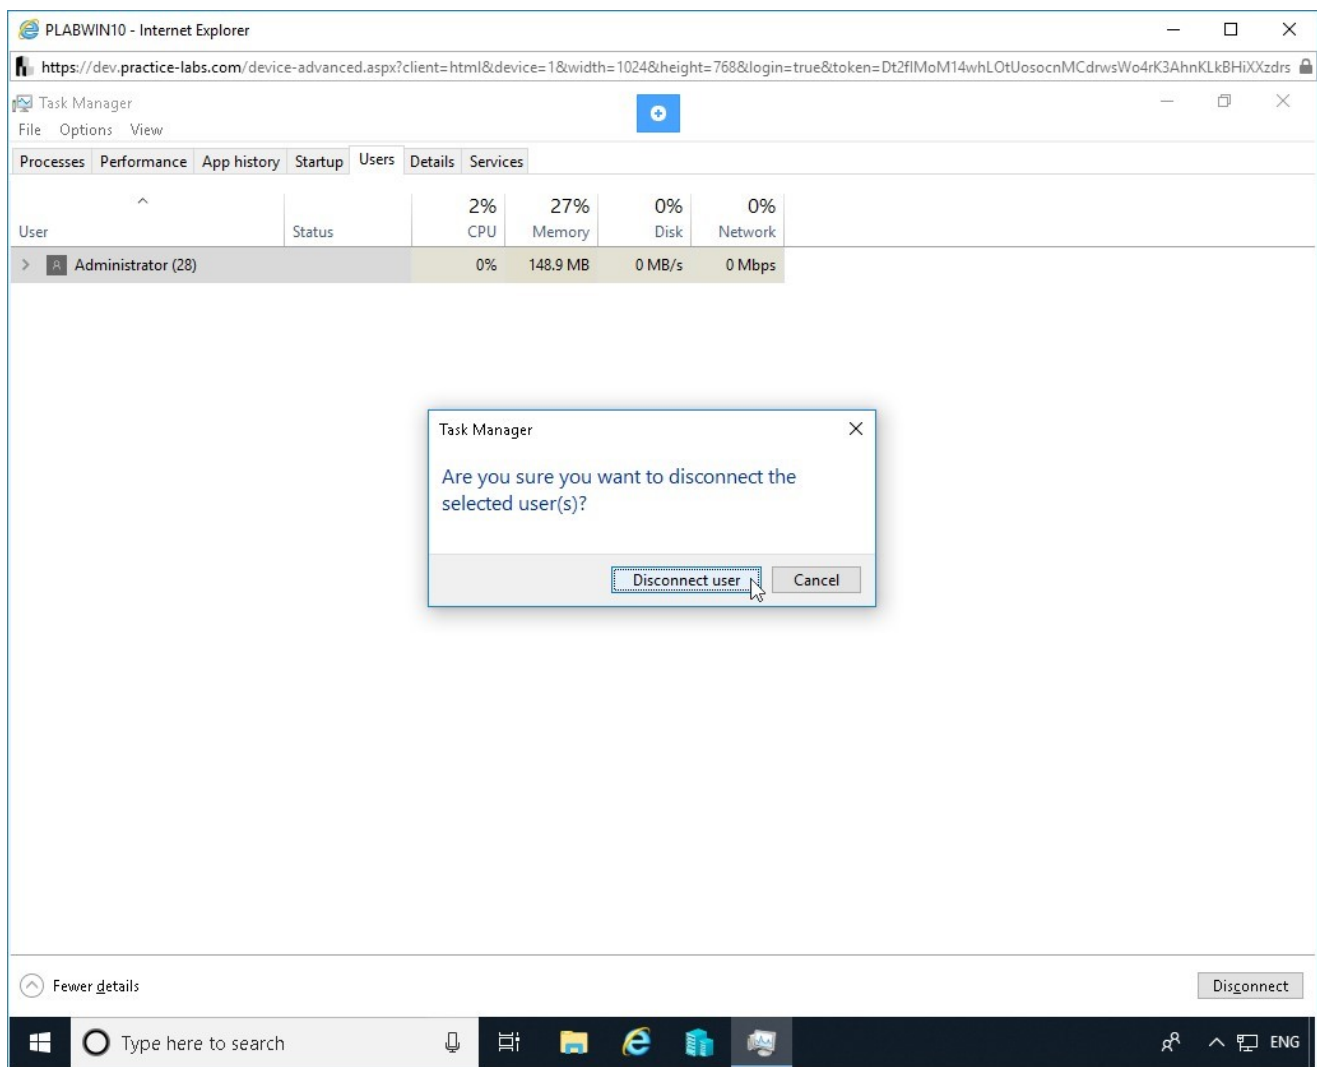 PLABWIN10 - Internet Explorer
https://dev.practice-labs.com/device-advanced.aspx?client=html&device=1&width=1024&height=768&login=true&token=
Task Manager
File Options View
Processes Performance App history Startup Users Details Services
2% 27% 0% 0%
User Status CPU Memory Disk Network
Administrator (28) 0% 148.9 MB 0 MB/s 0 Mbps
Task Manager
Are you sure you want to disconnect the
selected user(s)?
Disconnect user Cancel
Fewer details Disconnect
Type here to search ENG